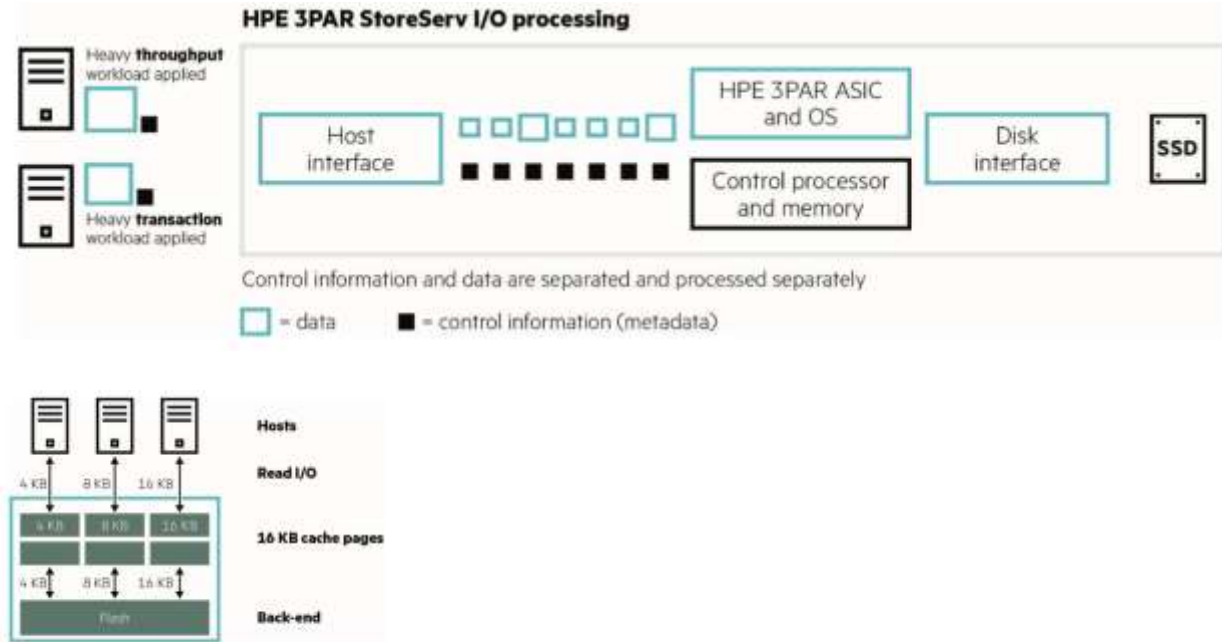 HPE 3PAR StoreServ I/O processing
Heavy throughput
workload applied
Heavy transaction
workload applied
Host
interface
HPE 3PAR ASIC
and OS
Control processor
and memory
Disk
interface
SSD
Control information and data are separated and processed separately
= data
= control information (metadata)
Hosts
Read I/O
4 KB 8 KB 16 KB
4 KB 8 KB 16 KB
16 KB cache pages
4 KB 8 KB 16 KB
Flash
Back-end